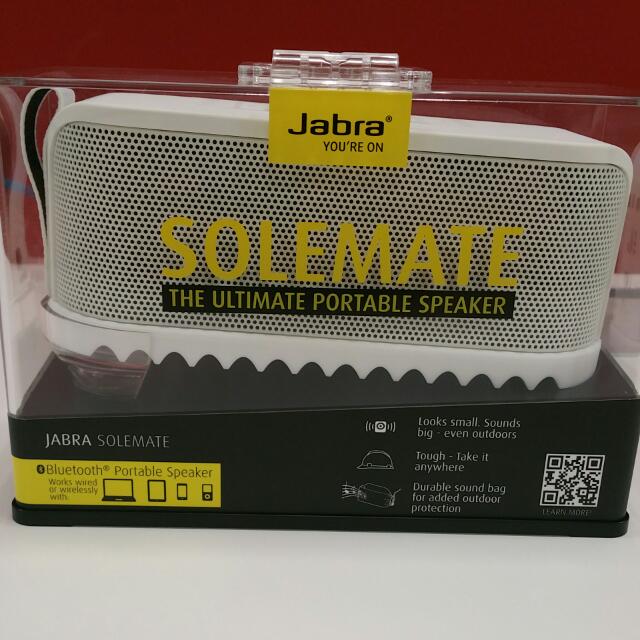 Jabra®
YOU'RE ON
SOLEMATE
THE ULTIMATE PORTABLE SPEAKER
JABRA SOLEMATE
Bluetooth® Portable Speaker
Works wired
or wirelessly
with:
Looks small. Sounds
big - even outdoors
Tough - Take it
anywhere
Durable sound bag
for added outdoor
protection
LEARN MORE!